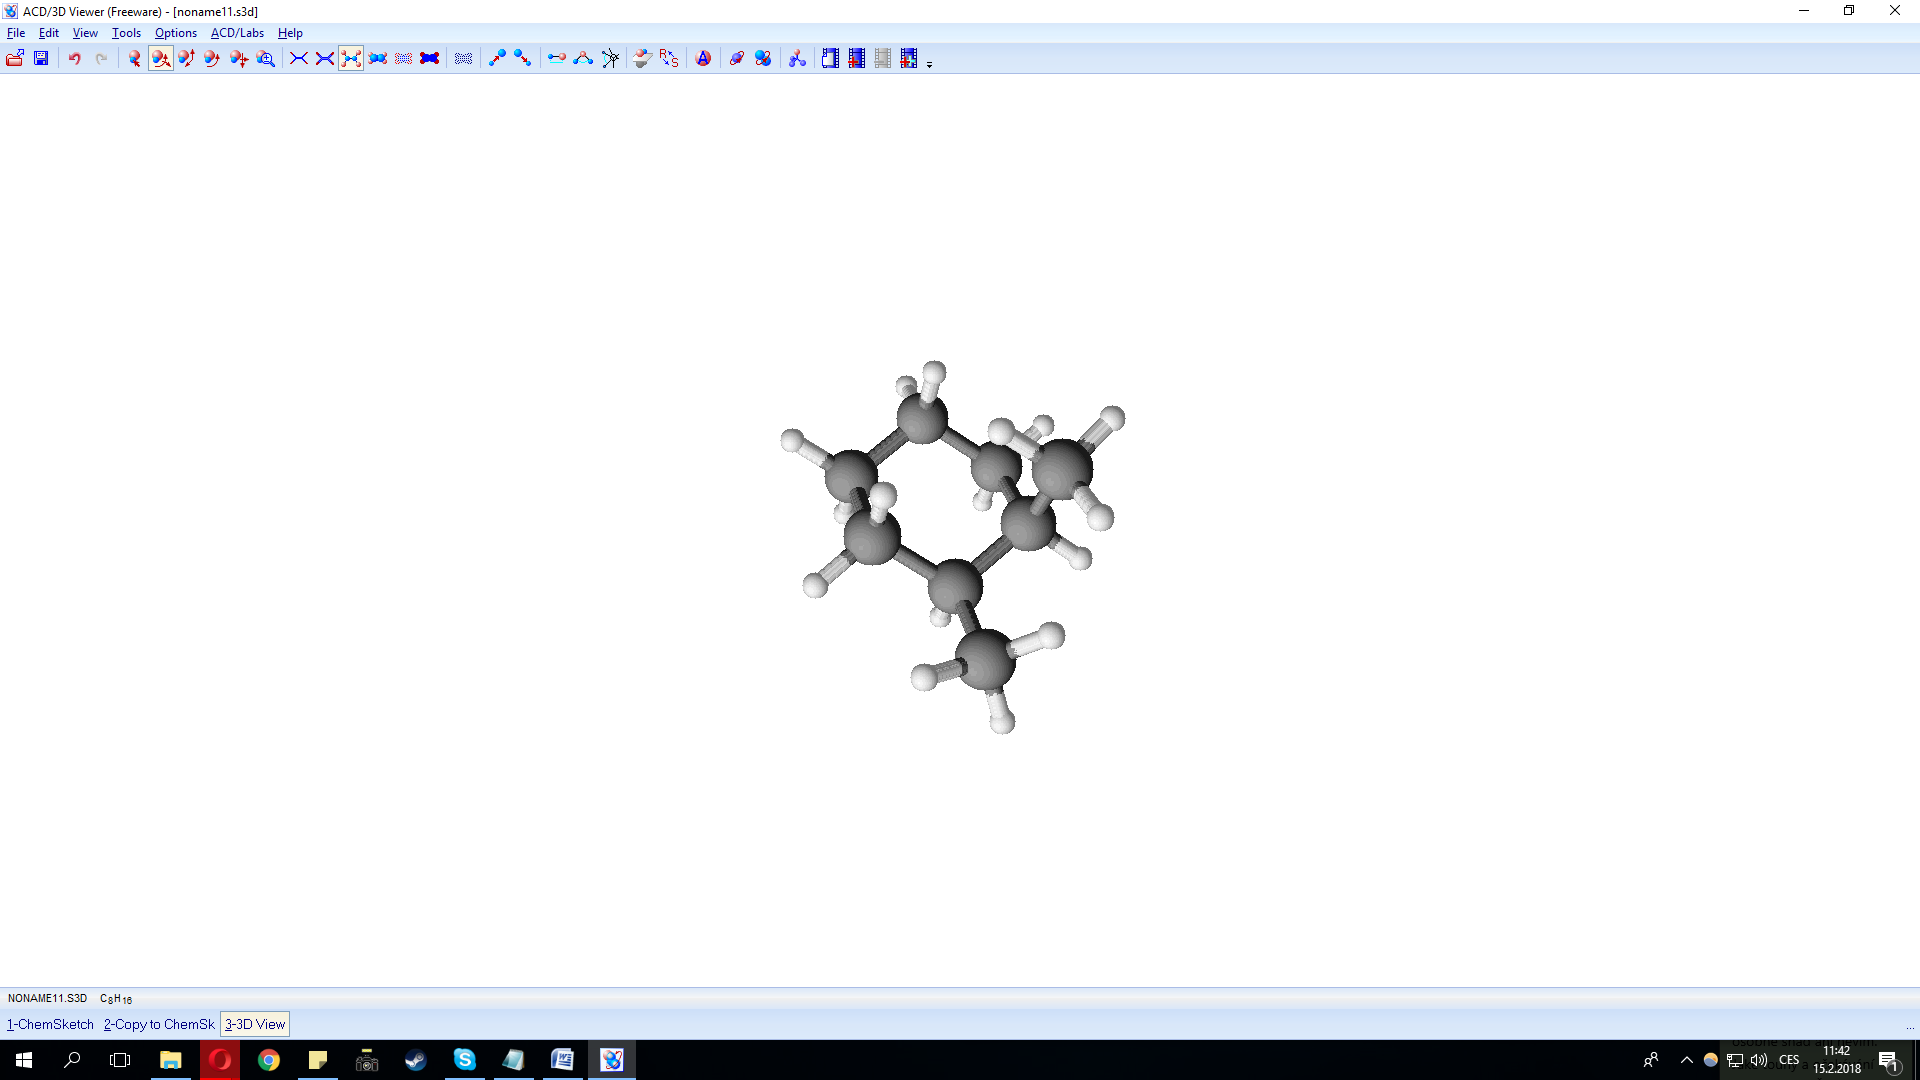 ACD/3D Viewer (Freeware) - [noname11.s3d]
File Edit View Tools Options ACD/Labs Help
NONAME11.S3D C8H16
1-ChemSketch 2-Copy to ChemSk 3-3D View
...
CES
11:42
15.2.2018
1